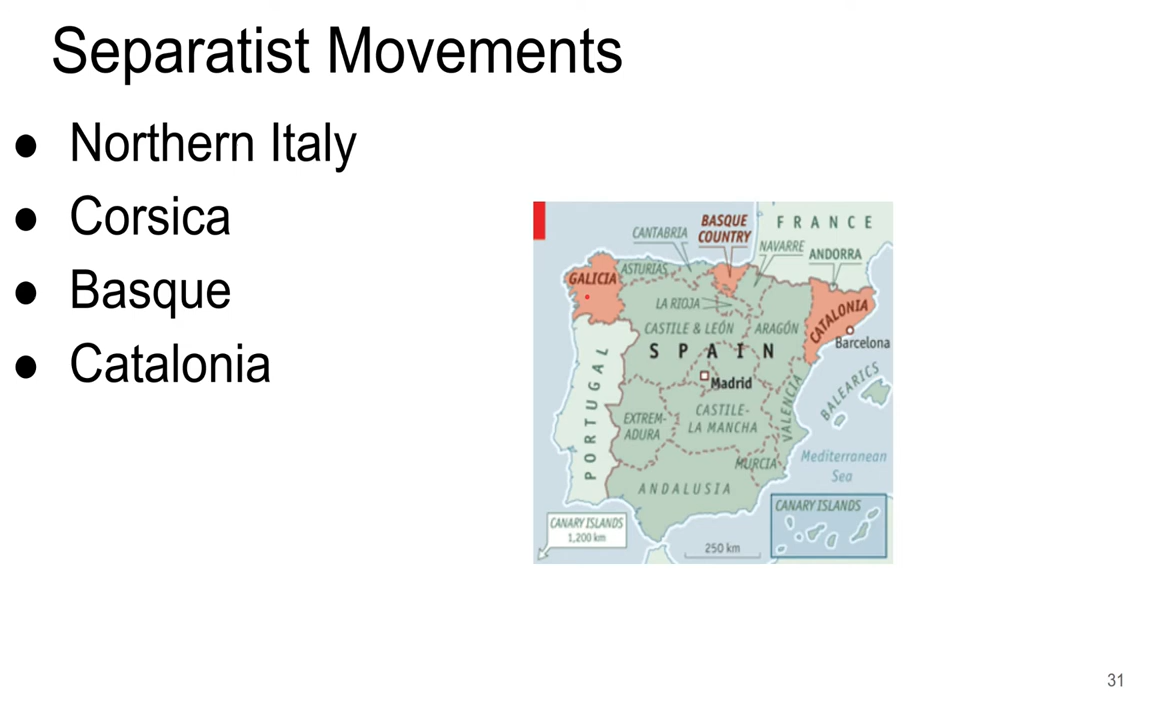 Separatist Movements
● Northern Italy
● Corsica
● Basque
● Catalonia
FRANCE
BASQUE
COUNTRY
CANTABRIA
NAVARRE
ANDORRA
ASTURIAS
GALICIA
LA RIOJA
CATALONIA
CASTILE & LEÓN
ARAGÓN
Barcelona
SPAIN
Madrid
PORTUGAL
BALEARICS
VALENCIA
EXTREM-
ADURA
CASTILE-
LA MANCHA
Mediterranean
Sea
MURCIA
ANDALUSIA
CANARY ISLANDS
CANARY ISLANDS
1,200 km
250 km
31